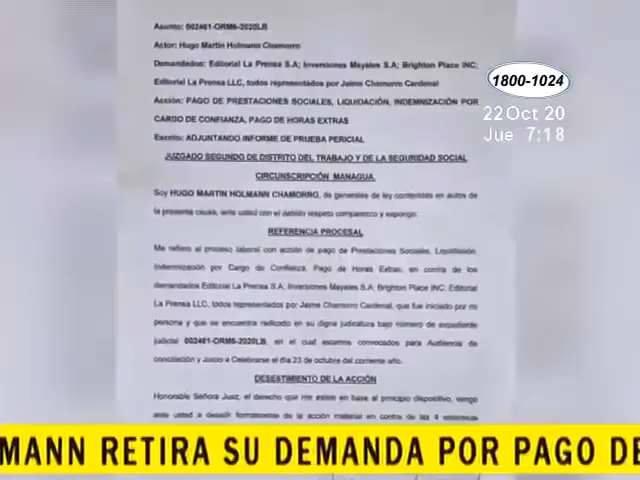 Asunto: 002461-ORM6-2020LB
Actor: Hugo Martín Holmann Chamorro
Demandados: Editorial La Prensa S.A; Inversiones Mayales S.A; Brighton Place INC;
Editorial La Prensa LLC, todos representados por Jaime Chamorro Cardenal
Acción: PAGO DE PRESTACIONES SOCIALES, LIQUIDACIÓN, INDEMNIZACIÓN POR
CARGO DE CONFIANZA, PAGO DE HORAS EXTRAS
Escrito: ADJUNTANDO INFORME DE PRUEBA PERICIAL
JUZGADO SEGUNDO DE DISTRITO DEL TRABAJO Y DE LA SEGURIDAD SOCIAL
CIRCUNSCRIPCIÓN MANAGUA.
Soy HUGO MARTIN HOLMANN CHAMORRO, de generales de ley contenidas en autos de
la presente causa, ante usted con el debido respeto comparezco y expongo.
REFERENCIA PROCESAL
Me refiero al proceso laboral con acción de pago de Prestaciones Sociales, Liquidación,
Indemnización por Cargo de Confianza, Pago de Horas Extras, en contra de los
demandados Editorial La Prensa S.A; Inversiones Mayales S.A; Brighton Place INC; Editorial
La Prensa LLC, todos representados por Jaime Chamorro Cardenal, que fue iniciado por mi
persona y que se encuentra radicado en su digna judicatura bajo número de expediente
judicial 002461-ORM6-2020LB, en el cual estamos convocados para Audiencia de
conciliación y Juicio a Celebrarse el día 23 de octubre del corriente año.
DESESTIMIENTO DE LA ACCIÓN
Honorable Señora Juez, el derecho que me asiste en base al principio dispositivo, vengo
ante usted a desistir formalmente de la acción material en contra de las 4 empresas
1800-1024
22 Oct 20
Jue 7:18
MANN RETIRA SU DEMANDA POR PAGO DE